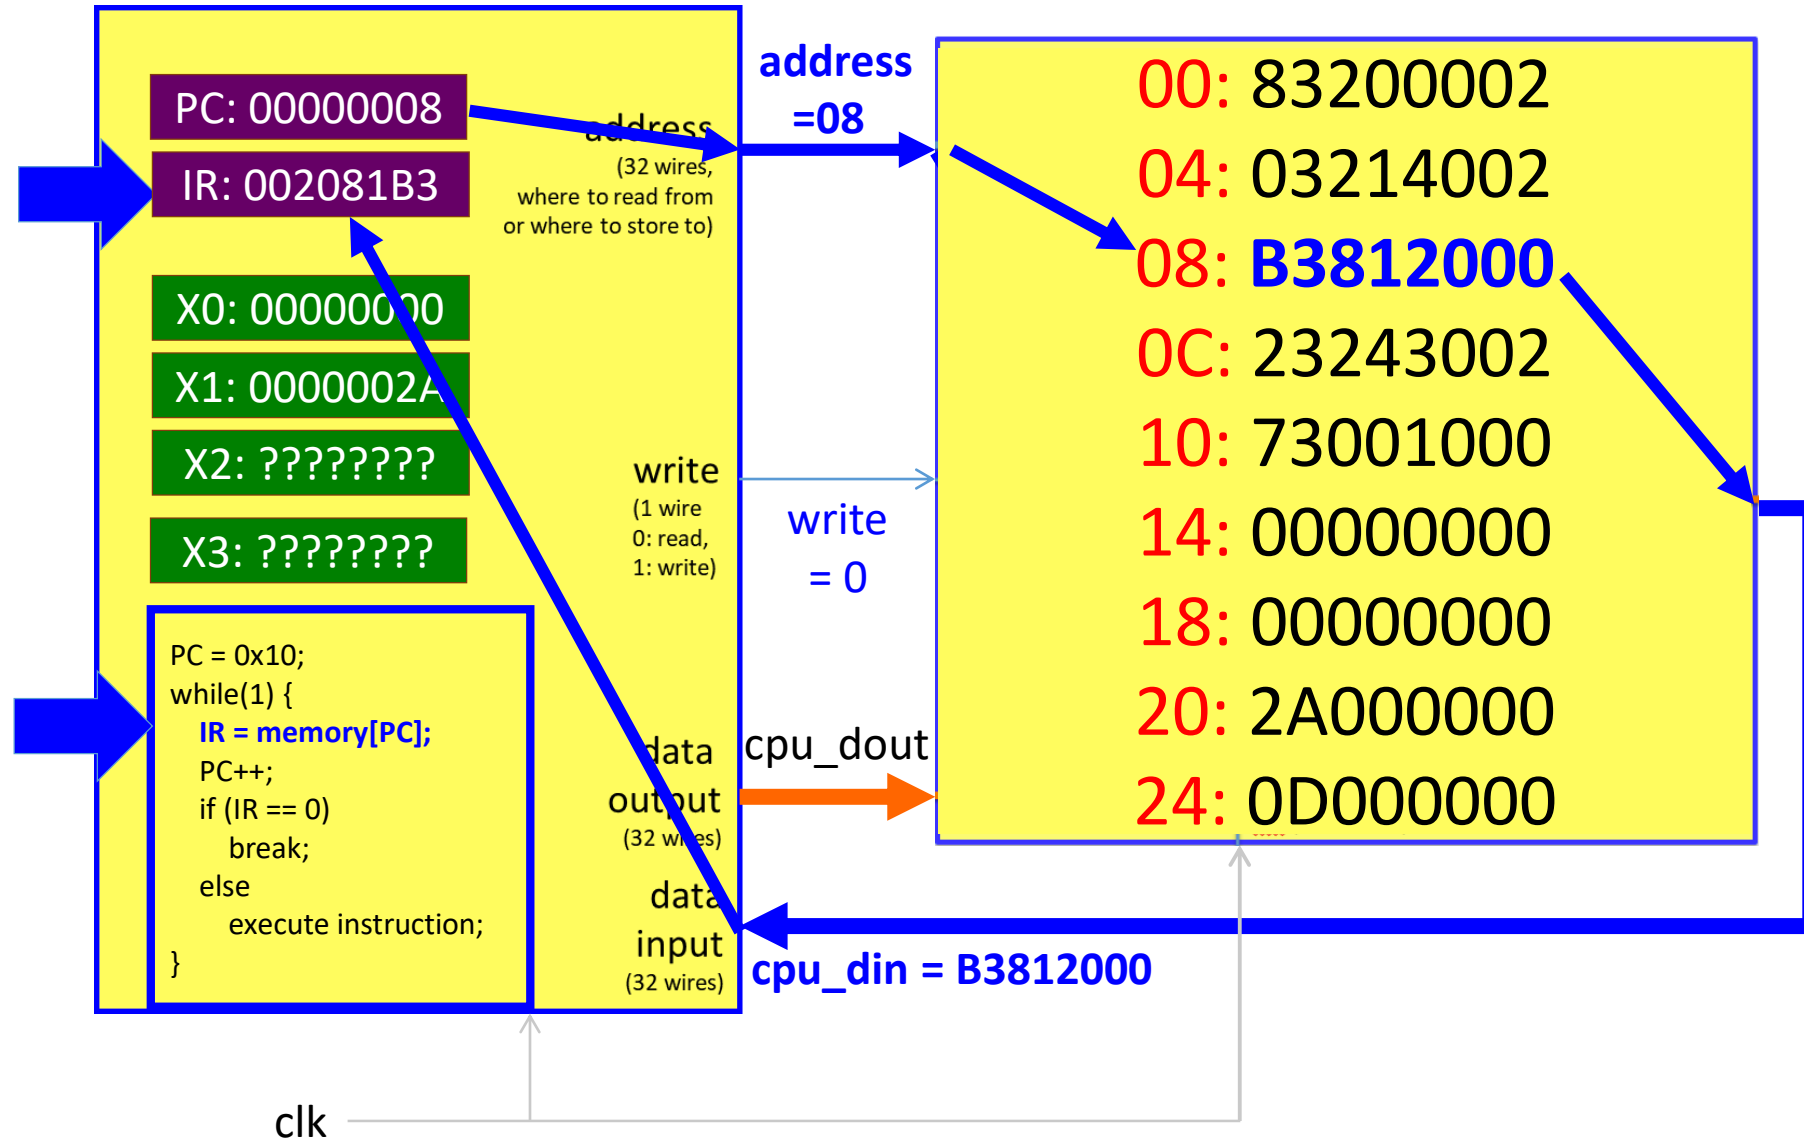 PC: 00000008
IR: 002081B3
X0: 00000000
X1: 0000002A
X2: ????????
X3: ????????
PC = 0x10;
while(1) {
IR = memory[PC];
PC++;
if (IR == 0)
break;
else
execute instruction;
}
address
(32 wires,
where to read from
or where to store to)
write
(1 wire
0: read,
1: write)
data
output
(32 wires)
data
input
(32 wires)
address
=08
write
= 0
cpu_dout
cpu_din = B3812000
00: 83200002
04: 03214002
08: B3812000
0C: 23243002
10: 73001000
14: 00000000
18: 00000000
20: 2A000000
24: 0D000000
clk